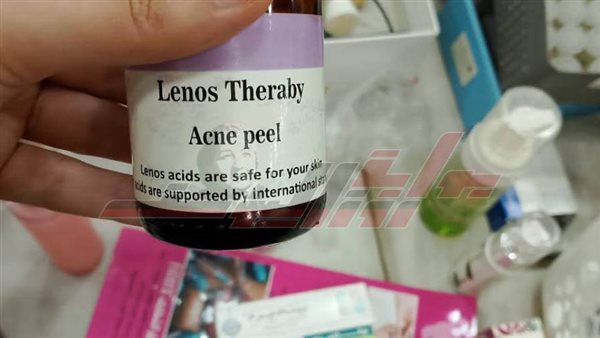 Lenos Theraby
Acne peel
Lenos acids are safe for your skin
acids are supported by international